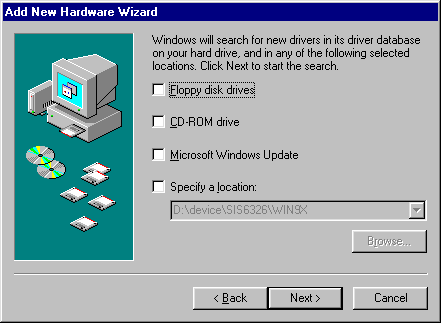 Add New Hardware Wizard
Windows will search for new drivers in its driver database
on your hard drive, and in any of the following selected
locations. Click Next to start the search.
Floppy disk drives
CD-ROM drive
Microsoft Windows Update
Specify a location:
D:\device\SIS6326\WIN9X
Browse...
< Back
Next >
Cancel